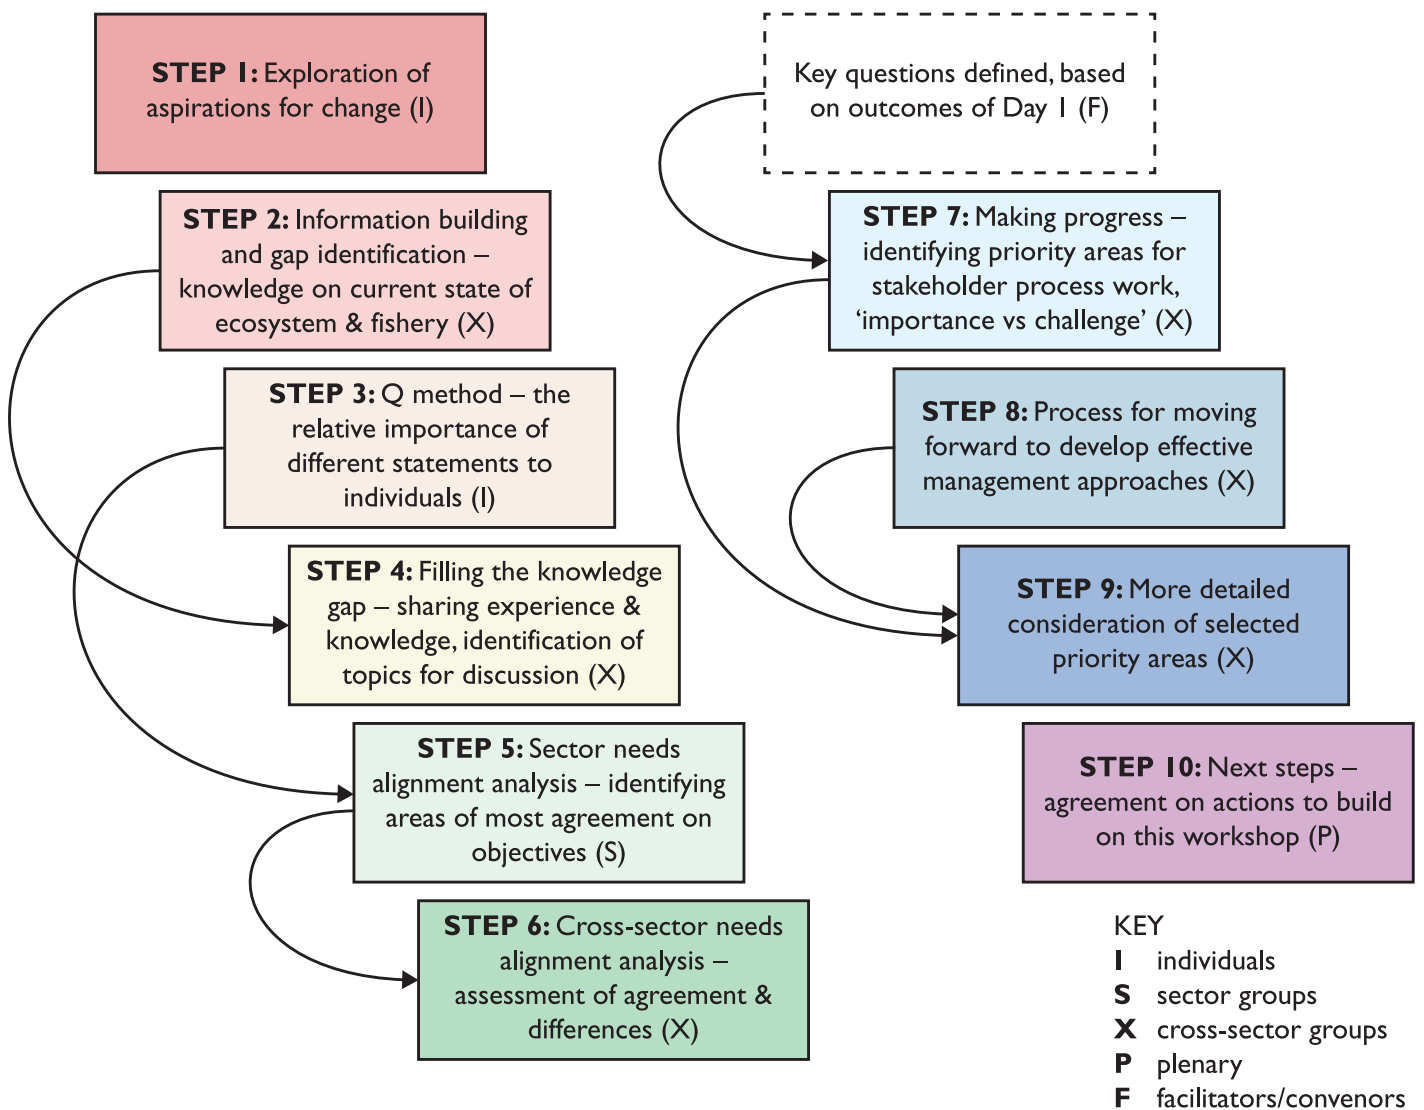 STEP 1: Exploration of
aspirations for change (I)
STEP 2: Information building
and gap identification –
knowledge on current state of
ecosystem & fishery (X)
STEP 3: Q method – the
relative importance of
different statements to
individuals (I)
STEP 4: Filling the knowledge
gap – sharing experience &
knowledge, identification of
topics for discussion (X)
STEP 5: Sector needs
alignment analysis – identifying
areas of most agreement on
objectives (S)
STEP 6: Cross-sector needs
alignment analysis –
assessment of agreement &
differences (X)
Key questions defined, based
on outcomes of Day 1 (F)
STEP 7: Making progress –
identifying priority areas for
stakeholder process work,
‘importance vs challenge’ (X)
STEP 8: Process for moving
forward to develop effective
management approaches (X)
STEP 9: More detailed
consideration of selected
priority areas (X)
STEP 10: Next steps –
agreement on actions to build
on this workshop (P)
KEY
I individuals
S sector groups
X cross-sector groups
P plenary
F facilitators/convenors